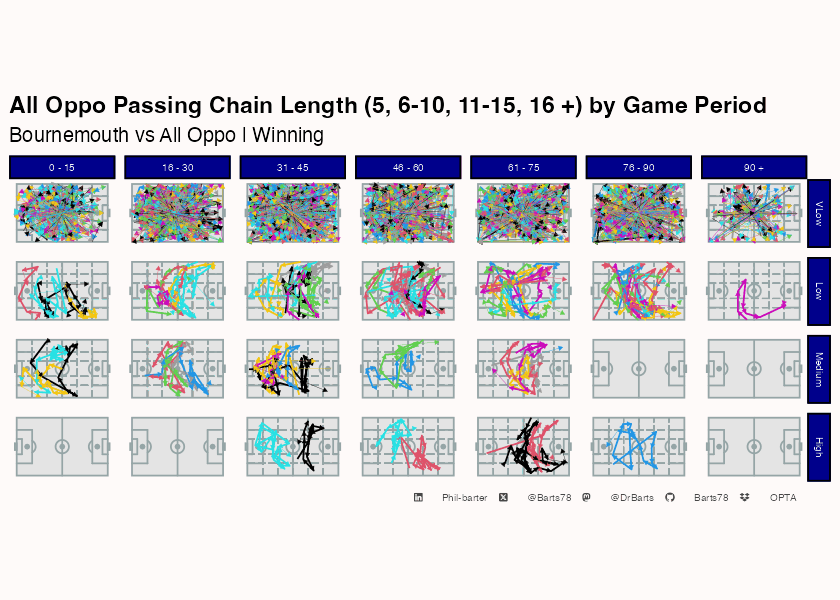 All Oppo Passing Chain Length (5, 6-10, 11-15, 16 +) by Game Period
Bournemouth vs All Oppo I Winning
0 - 15 16 - 30 31 - 45 46 - 60 61 - 75 76 - 90 90 +
VLow
Low
Medium
High
Phil-barter @Barts78 @DrBarts Barts78 OPTA